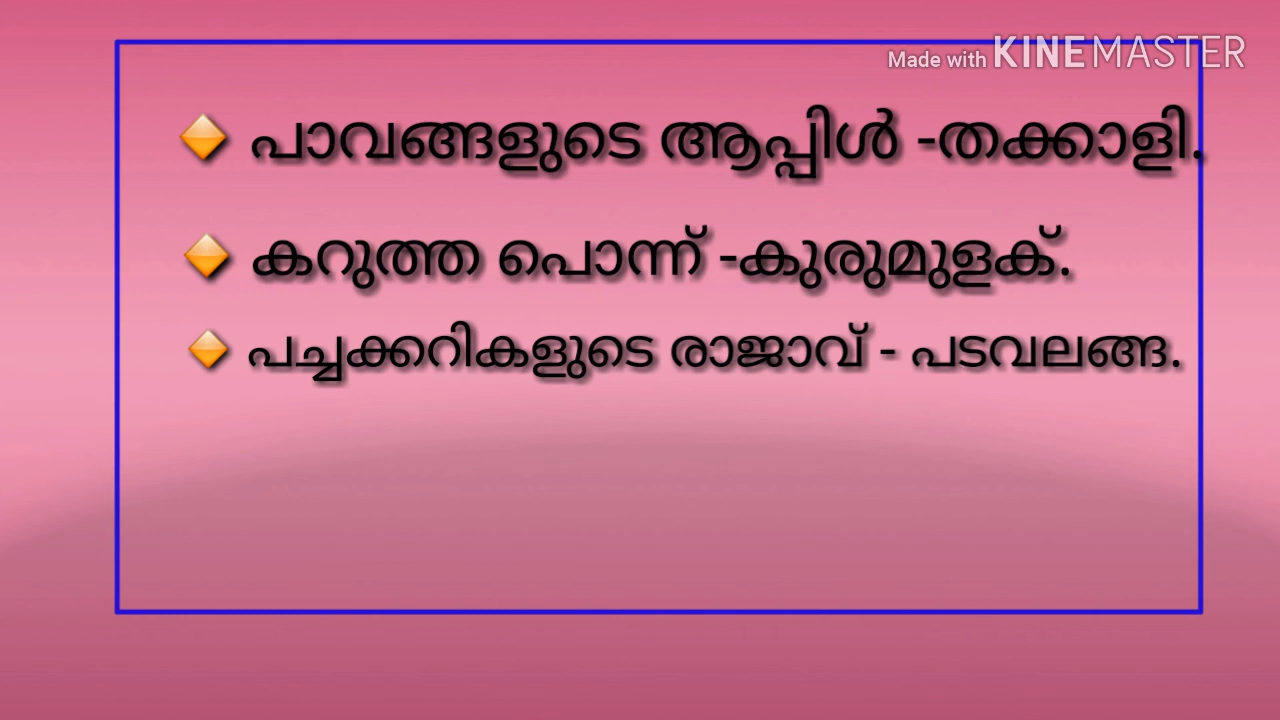 Made with KINEMASTER
🔶 പാവങ്ങളുടെ ആപ്പിൾ -തക്കാളി.
🔶 കറുത്ത പൊന്ന് -കുരുമുളക്.
🔶 പച്ചക്കറികളുടെ രാജാവ് - പടവലങ്ങ.